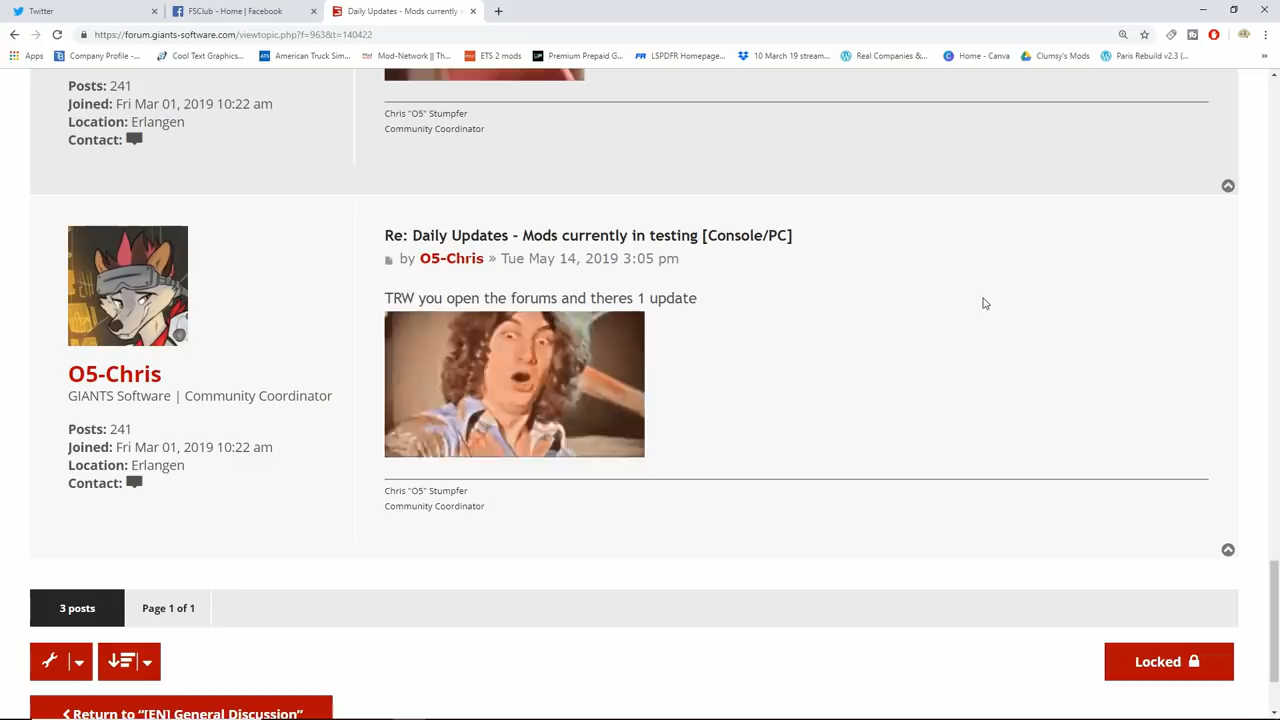 Twitter
FSClub - Home | Facebook
Daily Updates - Mods currently
https://forum.giants-software.com/viewtopic.php?f=963&t=140422
Apps
Company Profile -...
Cool Text Graphics...
American Truck Sim...
Mod-Network || Th...
ETS 2 mods
Premium Prepaid G...
LSPDFR Homepage...
10 March 19 stream...
Real Companies &...
Home - Canva
Clumsy's Mods
Paris Rebuild v2.3 (...
Posts: 241
Joined: Fri Mar 01, 2019 10:22 am
Location: Erlangen
Contact:
Chris "O5" Stumpfer
Community Coordinator
Re: Daily Updates - Mods currently in testing [Console/PC]
by O5-Chris » Tue May 14, 2019 3:05 pm
TRW you open the forums and theres 1 update
O5-Chris
GIANTS Software | Community Coordinator
Posts: 241
Joined: Fri Mar 01, 2019 10:22 am
Location: Erlangen
Contact:
Chris "O5" Stumpfer
Community Coordinator
3 posts
Page 1 of 1
Locked
Return to “[EN] General Discussion”